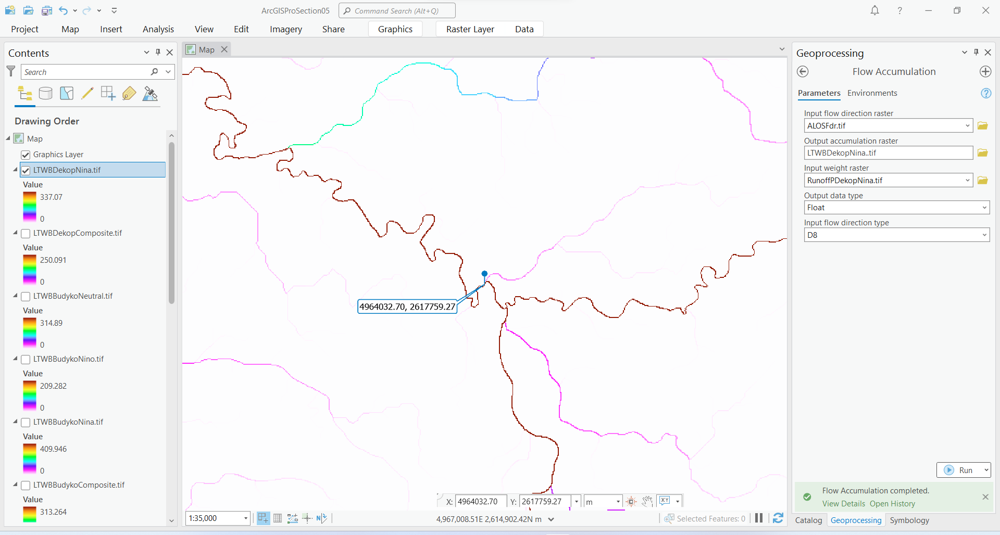 ArcGISProSection05
Command Search (Alt+Q)
?
Project
Map
Insert
Analysis
View
Edit
Imagery
Share
Graphics
Raster Layer
Data
Contents
Search
Drawing Order
Map
Graphics Layer
LTWBDekopNina.tif
Value
337.07
0
LTWBDekopComposite.tif
Value
250.091
0
LTWBBudykoNeutral.tif
Value
314.89
0
LTWBBudykoNino.tif
Value
209.282
0
LTWBBudykoNina.tif
Value
409.946
0
LTWBBudykoComposite.tif
Value
313.264
Map
4964032.70, 2617759.27
X: 4964032.70 Y: 2617759.27 m XY
1:35,000
N
4,967,008.51E 2,614,902.42N m
Selected Features: 0
Geoprocessing
Flow Accumulation
Parameters Environments
?
Input flow direction raster
ALOSFdr.tif
Output accumulation raster
LTWBDekopNina..tif
Input weight raster
RunoffPDekopNina.tif
Output data type
Float
Input flow direction type
D8
Run
Flow Accumulation completed.
View Details Open History
Catalog Geoprocessing Symbology